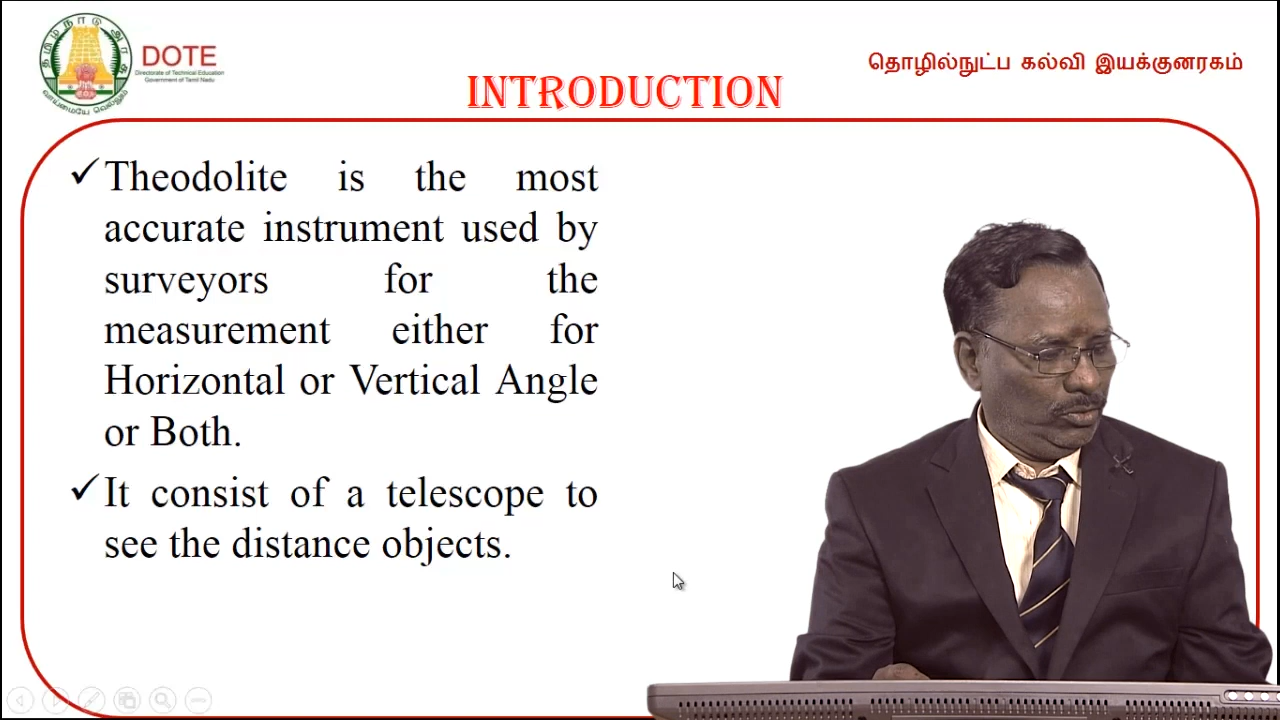 DOTE
Directorate of Technical Education
Government of Tamil Nadu
தொழில்நுட்ப கல்வி இயக்குனரகம்
INTRODUCTION
✓Theodolite is the most
accurate instrument used by
surveyors for the
measurement either for
Horizontal or Vertical Angle
or Both.
✓It consist of a telescope to
see the distance objects.